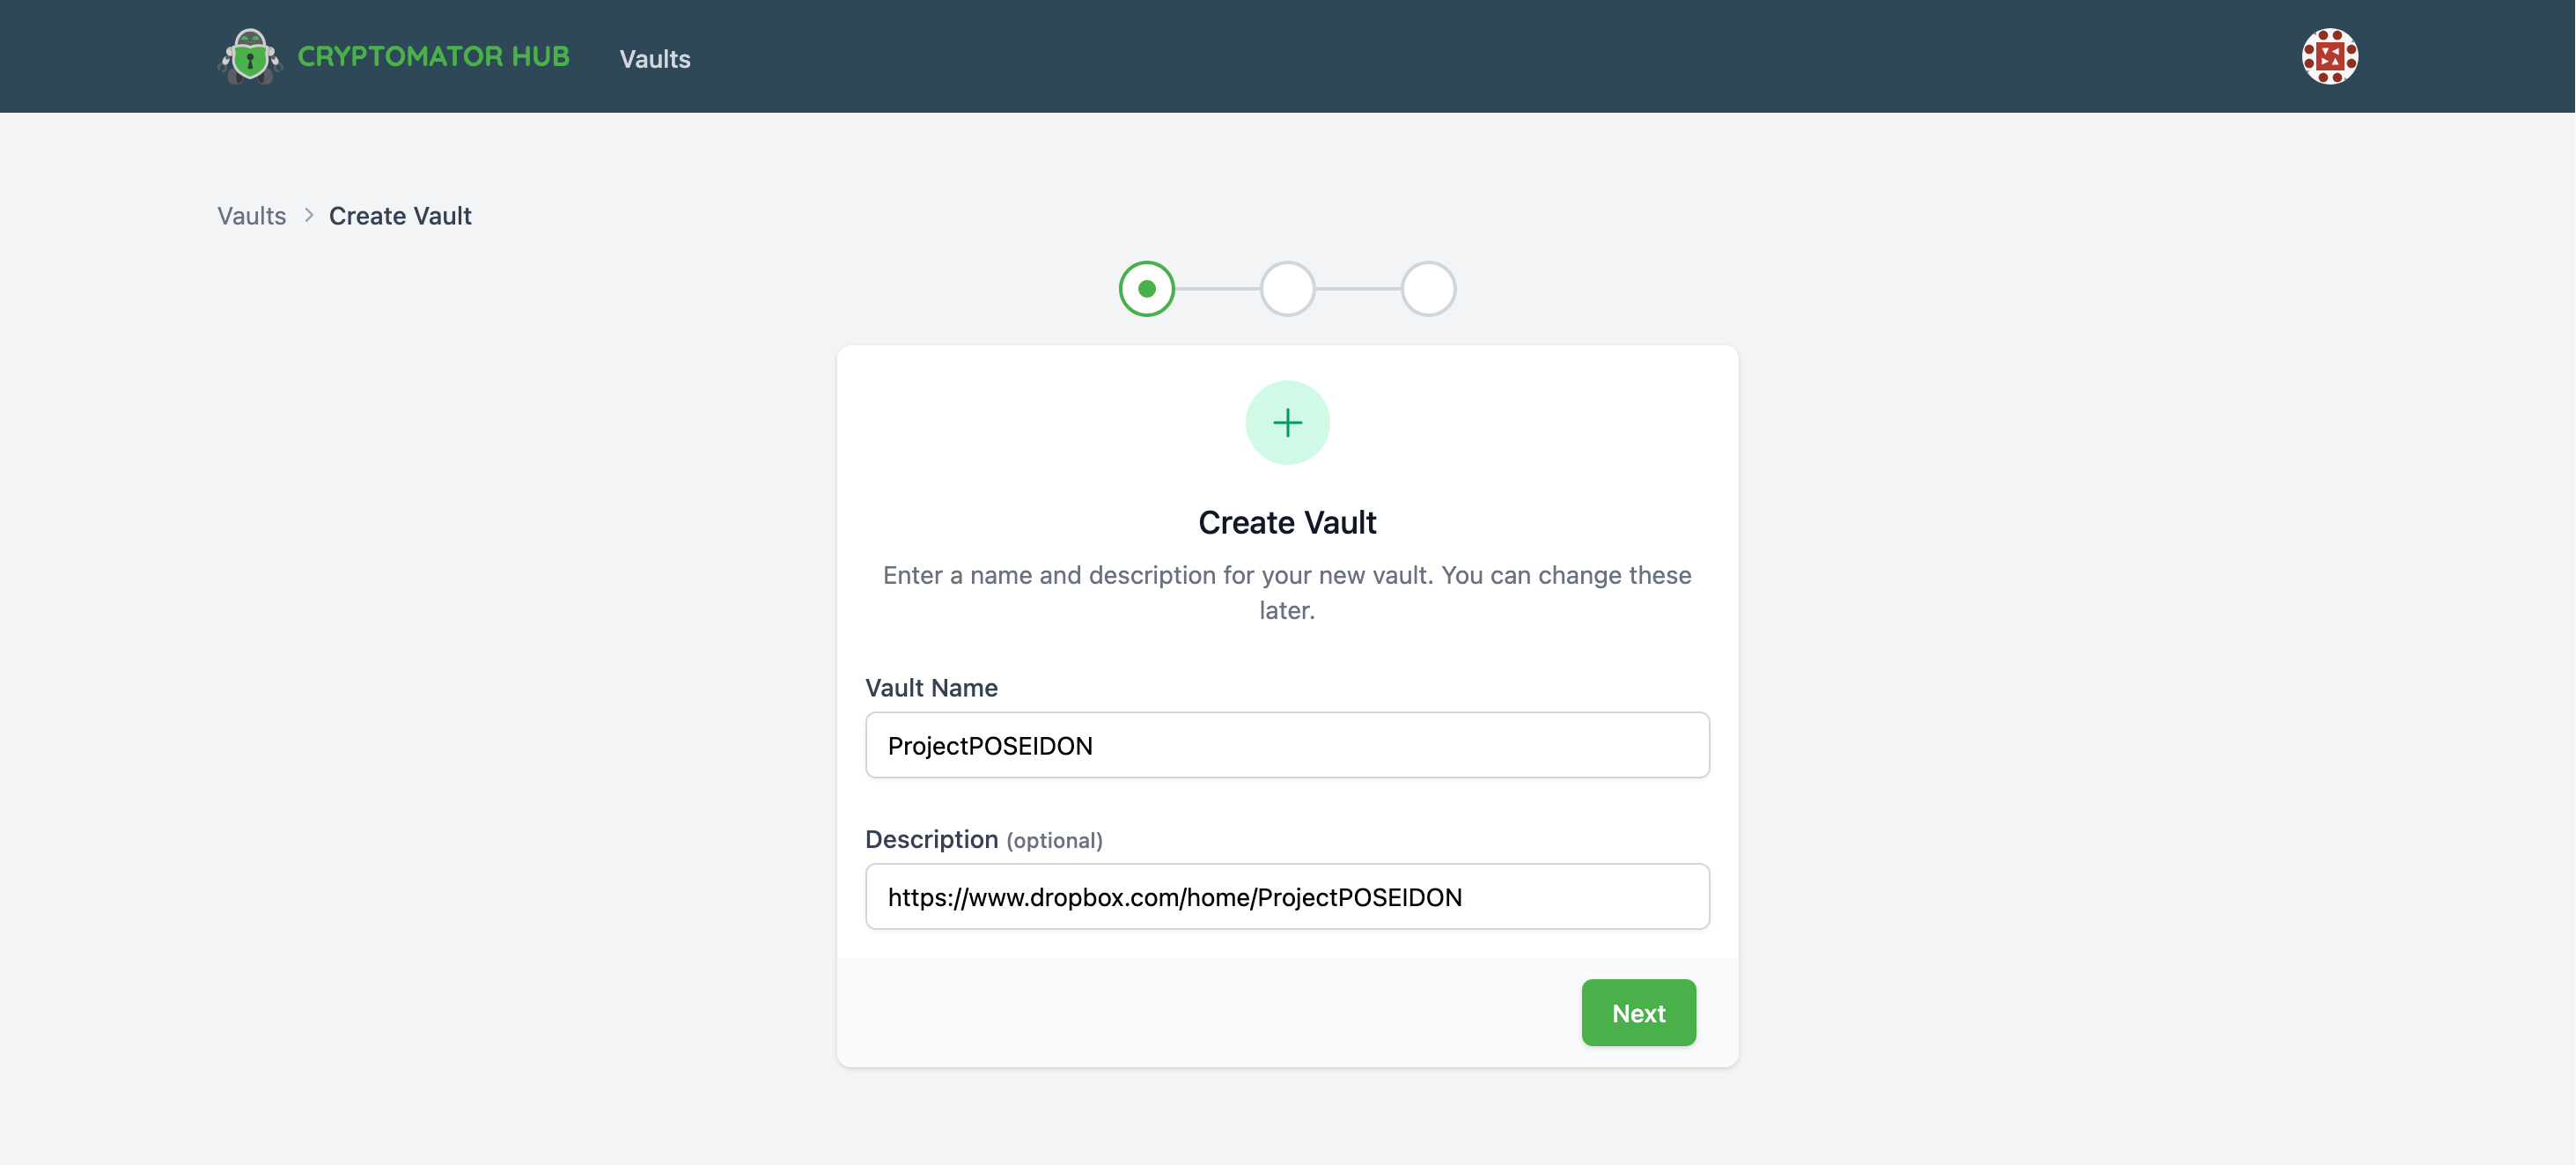 CRYPTOMATOR HUB
Vaults
Vaults > Create Vault
Create Vault
Enter a name and description for your new vault. You can change these
later.
Vault Name
ProjectPOSEIDON
Description (optional)
https://www.dropbox.com/home/ProjectPOSEIDON
Next